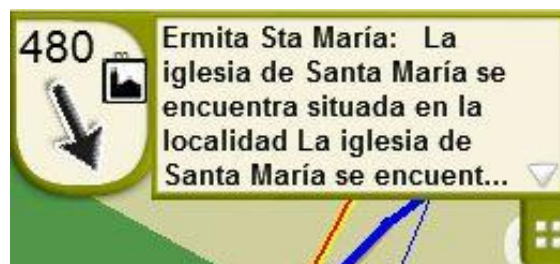 480 m
Ermita Sta María: La
iglesia de Santa María se
encuentra situada en la
localidad La iglesia de
Santa María se encuent...